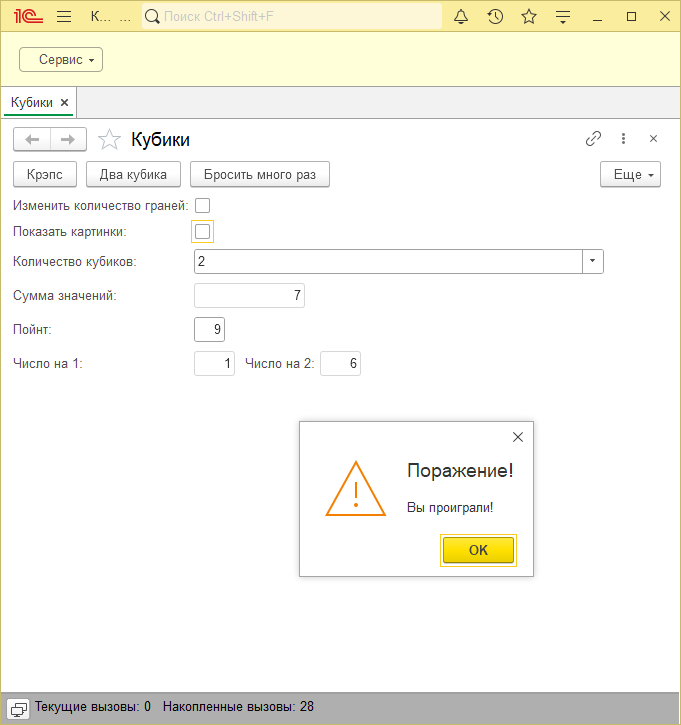 1С К... ... Поиск Ctrl+Shift+F
Сервис
Кубики
Кубики
Крэпс Два кубика Бросить много раз Еще
Изменить количество граней:
Показать картинки:
Количество кубиков: 2
Сумма значений: 7
Пойнт: 9
Число на 1: 1 Число на 2: 6
Поражение!
Вы проиграли!
ОК
Текущие вызовы: 0 Накопленные вызовы: 28